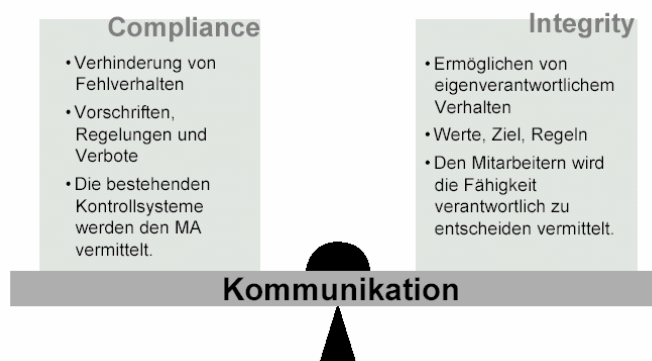 Compliance
• Verhinderung von
Fehlverhalten
• Vorschriften,
Regelungen und
Verbote
• Die bestehenden
Kontrollsysteme
werden den MA
vermittelt.
Integrity
• Ermöglichen von
eigenverantwortlichem
Verhalten
• Werte, Ziel, Regeln
• Den Mitarbeitern wird
die Fähigkeit
verantwortlich zu
entscheiden vermittelt.
Kommunikation